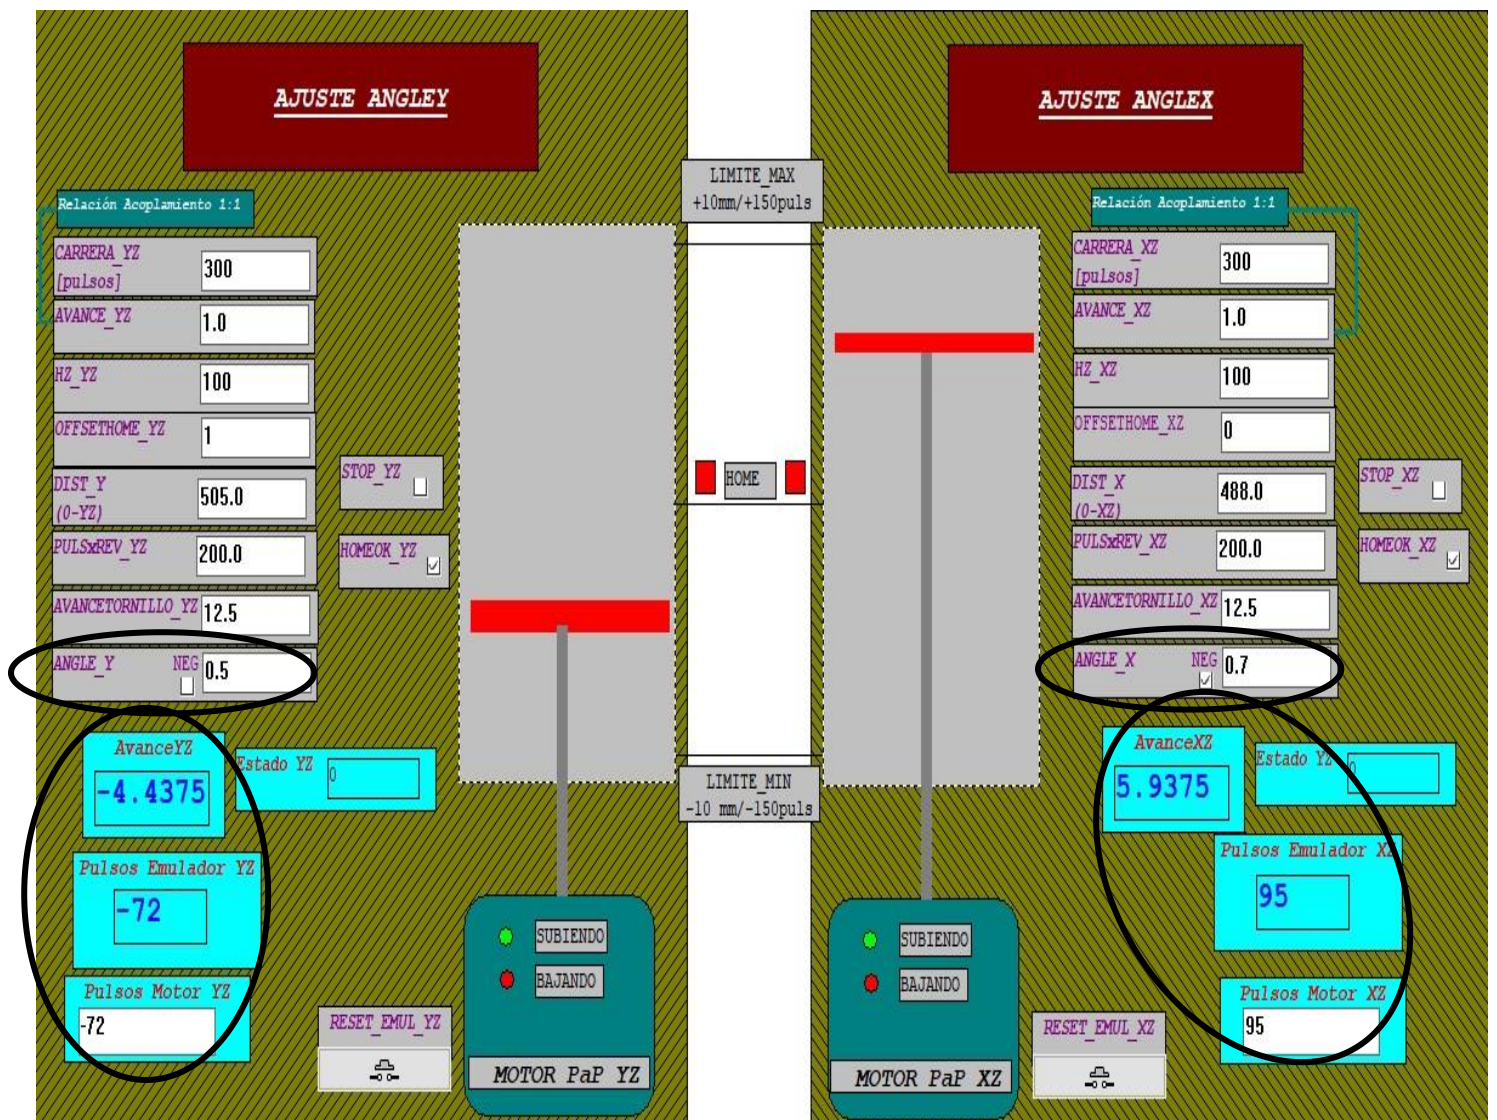 AJUSTE ANGLEY
Relación Acoplamiento 1:1
CARRERA_YZ
[pulsos]
300
AVANCE_YZ
1.0
HZ_YZ
100
OFFSETHOME_YZ
1
DIST_Y
(0-YZ)
505.0
PULSxREV_YZ
200.0
AVANCETORNILLO_YZ
12.5
ANGLE_Y NEG
0.5
STOP_YZ
HOMEOK_YZ
AvanceYZ
-4.4375
Estado YZ
0
Pulsos Emulador YZ
-72
Pulsos Motor YZ
-72
RESET_EMUL_YZ
SUBIENDO
BAJANDO
MOTOR PaP YZ
LIMITE_MAX
+10mm/+150puls
HOME
LIMITE_MIN
-10 mm/-150puls
AJUSTE ANGLEX
Relación Acoplamiento 1:1
CARRERA_XZ
[pulsos]
300
AVANCE_XZ
1.0
HZ_XZ
100
OFFSETHOME_XZ
0
DIST_X
(0-XZ)
488.0
PULSxREV_XZ
200.0
AVANCETORNILLO_XZ
12.5
ANGLE_X NEG
0.7
STOP_XZ
HOMEOK_XZ
AvanceXZ
5.9375
Estado YZ
0
Pulsos Emulador XZ
95
Pulsos Motor XZ
95
SUBIENDO
BAJANDO
MOTOR PaP XZ
RESET_EMUL_XZ